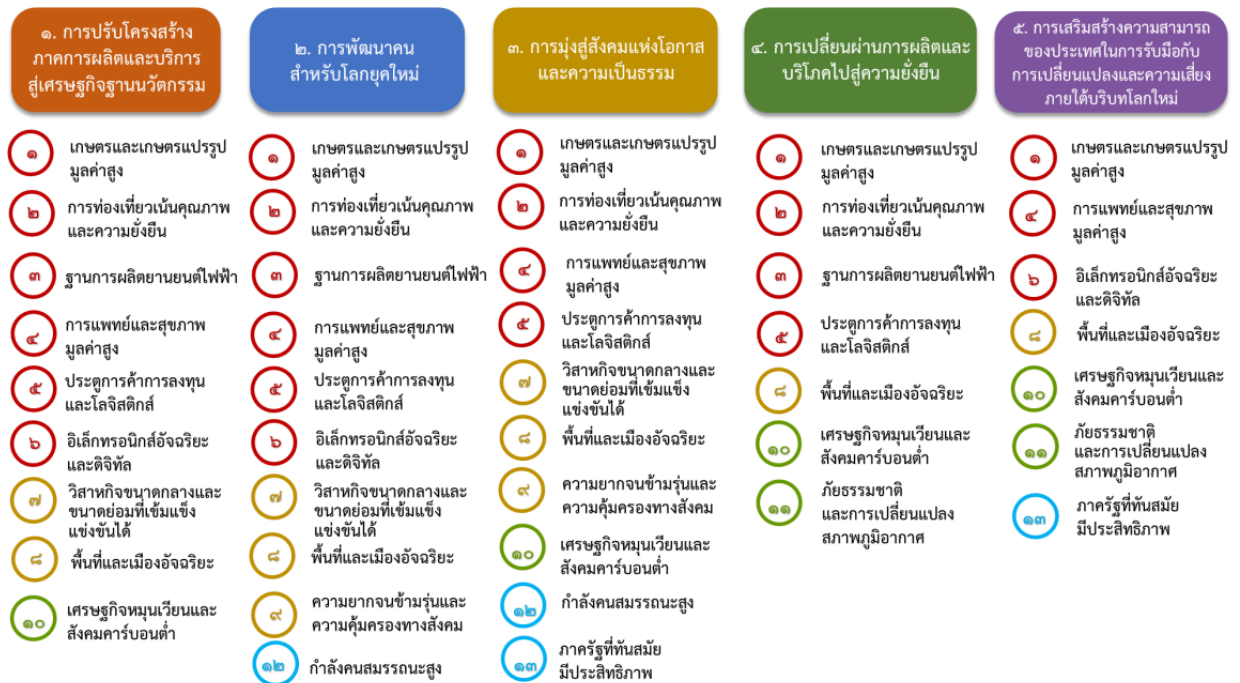 ๑. การปรับโครงสร้าง
ภาคการผลิตและบริการ
สู่เศรษฐกิจฐานนวัตกรรม
๑
เกษตรและเกษตรแปรรูป
มูลค่าสูง
๒
การท่องเที่ยวเน้นคุณภาพ
และความยั่งยืน
๓
ฐานการผลิตยานยนต์ไฟฟ้า
๔
การแพทย์และสุขภาพ
มูลค่าสูง
๕
ประตูการค้าการลงทุน
และโลจิสติกส์
๖
อิเล็กทรอนิกส์อัจฉริยะ
และดิจิทัล
๗
วิสาหกิจขนาดกลางและ
ขนาดย่อมที่เข้มแข็ง
แข่งขันได้
๘
พื้นที่และเมืองอัจฉริยะ
๑๐
เศรษฐกิจหมุนเวียนและ
สังคมคาร์บอนต่ำ
๒. การพัฒนาคน
สำหรับโลกยุคใหม่
๑
เกษตรและเกษตรแปรรูป
มูลค่าสูง
๒
การท่องเที่ยวเน้นคุณภาพ
และความยั่งยืน
๓
ฐานการผลิตยานยนต์ไฟฟ้า
๔
การแพทย์และสุขภาพ
มูลค่าสูง
๕
ประตูการค้าการลงทุน
และโลจิสติกส์
๖
อิเล็กทรอนิกส์อัจฉริยะ
และดิจิทัล
๗
วิสาหกิจขนาดกลางและ
ขนาดย่อมที่เข้มแข็ง
แข่งขันได้
๘
พื้นที่และเมืองอัจฉริยะ
๙
ความยากจนข้ามรุ่นและ
ความคุ้มครองทางสังคม
๑๒
กำลังคนสมรรถนะสูง
๓. การมุ่งสู่สังคมแห่งโอกาส
และความเป็นธรรม
๑
เกษตรและเกษตรแปรรูป
มูลค่าสูง
๒
การท่องเที่ยวเน้นคุณภาพ
และความยั่งยืน
๔
การแพทย์และสุขภาพ
มูลค่าสูง
๕
ประตูการค้าการลงทุน
และโลจิสติกส์
๗
วิสาหกิจขนาดกลางและ
ขนาดย่อมที่เข้มแข็ง
แข่งขันได้
๘
พื้นที่และเมืองอัจฉริยะ
๙
ความยากจนข้ามรุ่นและ
ความคุ้มครองทางสังคม
๑๐
เศรษฐกิจหมุนเวียนและ
สังคมคาร์บอนต่ำ
๑๒
กำลังคนสมรรถนะสูง
๑๓
ภาครัฐที่ทันสมัย
มีประสิทธิภาพ
๔. การเปลี่ยนผ่านการผลิตและ
บริโภคไปสู่ความยั่งยืน
๑
เกษตรและเกษตรแปรรูป
มูลค่าสูง
๒
การท่องเที่ยวเน้นคุณภาพ
และความยั่งยืน
๓
ฐานการผลิตยานยนต์ไฟฟ้า
๕
ประตูการค้าการลงทุน
และโลจิสติกส์
๘
พื้นที่และเมืองอัจฉริยะ
๑๐
เศรษฐกิจหมุนเวียนและ
สังคมคาร์บอนต่ำ
๑๑
ภัยธรรมชาติ
และการเปลี่ยนแปลง
สภาพภูมิอากาศ
๕. การเสริมสร้างความสามารถ
ของประเทศในการรับมือกับ
การเปลี่ยนแปลงและความเสี่ยง
ภายใต้บริบทโลกใหม่
๑
เกษตรและเกษตรแปรรูป
มูลค่าสูง
๔
การแพทย์และสุขภาพ
มูลค่าสูง
๖
อิเล็กทรอนิกส์อัจฉริยะ
และดิจิทัล
๘
พื้นที่และเมืองอัจฉริยะ
๑๐
เศรษฐกิจหมุนเวียนและ
สังคมคาร์บอนต่ำ
๑๑
ภัยธรรมชาติ
และการเปลี่ยนแปลง
สภาพภูมิอากาศ
๑๓
ภาครัฐที่ทันสมัย
มีประสิทธิภาพ